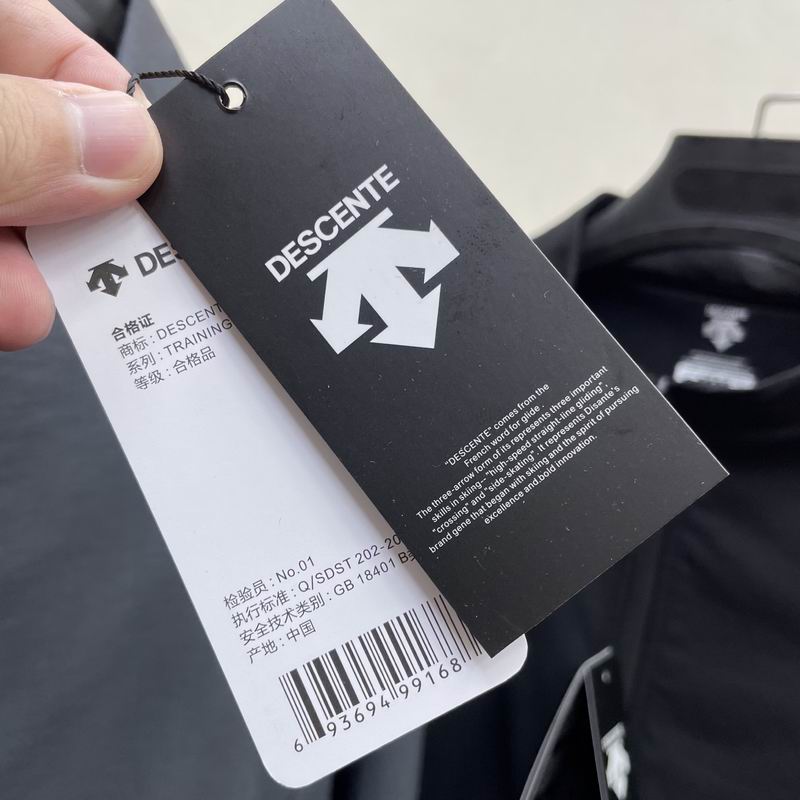 DESCENTE
"DESCENTE" comes from the
French word for glide.
The three-arrow form of its represents three important
skills in skiing--"high-speed straight-line gliding",
"crossing" and "side-skating". It represents Disante's
brand gene that began with skiing and the spirit of pursuing
excellence and.boid innovation.
合格证
商标:DESCENT
系列:TRAINING
等级:合格品
检验员:No.01
执行标准:Q/SDST 202-20
安全技术类别:GB 18401 B
产地:中国
6 93694 99168